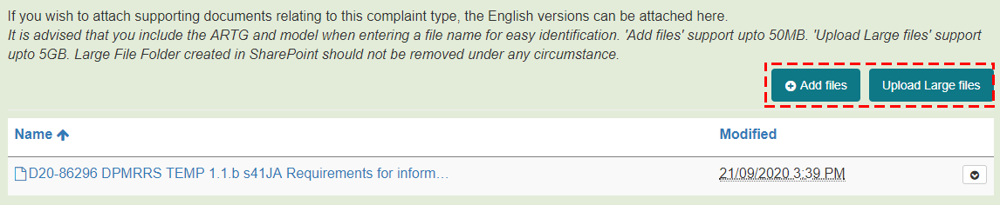 If you wish to attach supporting documents relating to this complaint type, the English versions can be attached here.
It is advised that you include the ARTG and model when entering a file name for easy identification. 'Add files' support upto 50MB. 'Upload Large files' support
upto 5GB. Large File Folder created in SharePoint should not be removed under any circumstance.
Add files Upload Large files
Name Modified
D20-86296 DPMRRS TEMP 1.1.b s41JA Requirements for inform… 21/09/2020 3:39 PM